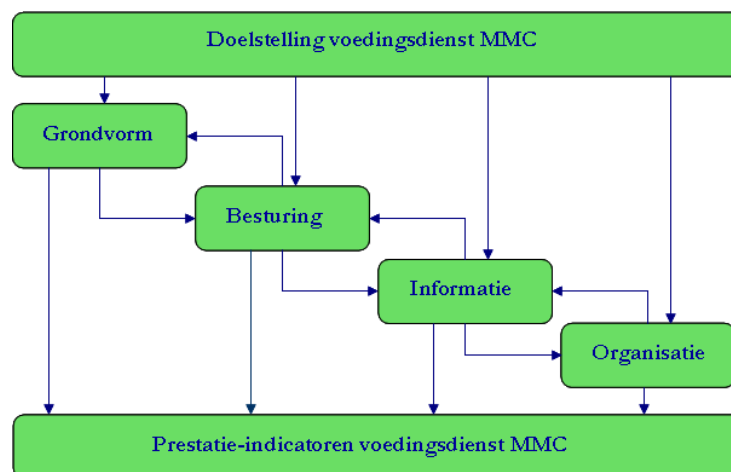 Doelstelling voedingsdienst MMC
Grondvorm
Besturing
Informatie
Organisatie
Prestatie-indicatoren voedingsdienst MMC